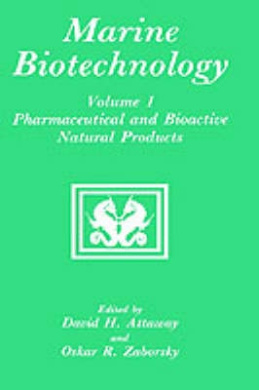 Marine
Biotechnology
Volume 1
Pharmaceutical and Bioactive
Natural Products
Edited by
David H. Attaway
and
Oskar R. Zaborsky